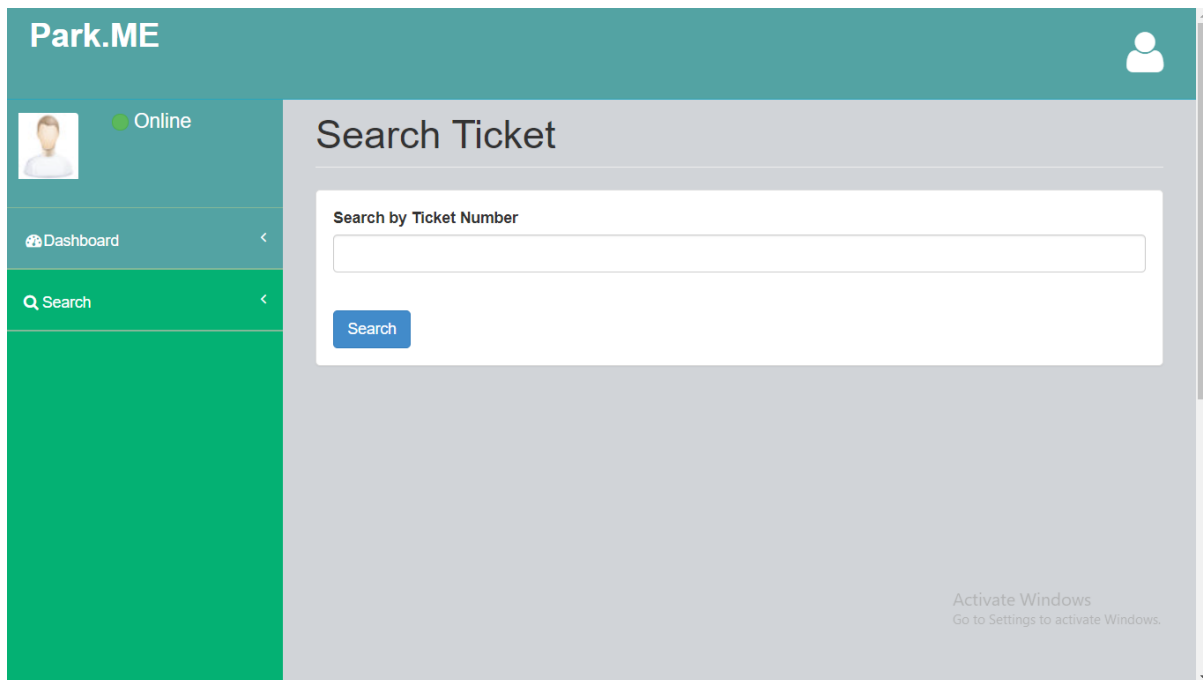 Park.ME
Online
Dashboard
Search
Search Ticket
Search by Ticket Number
Search
Activate Windows
Go to Settings to activate Windows.